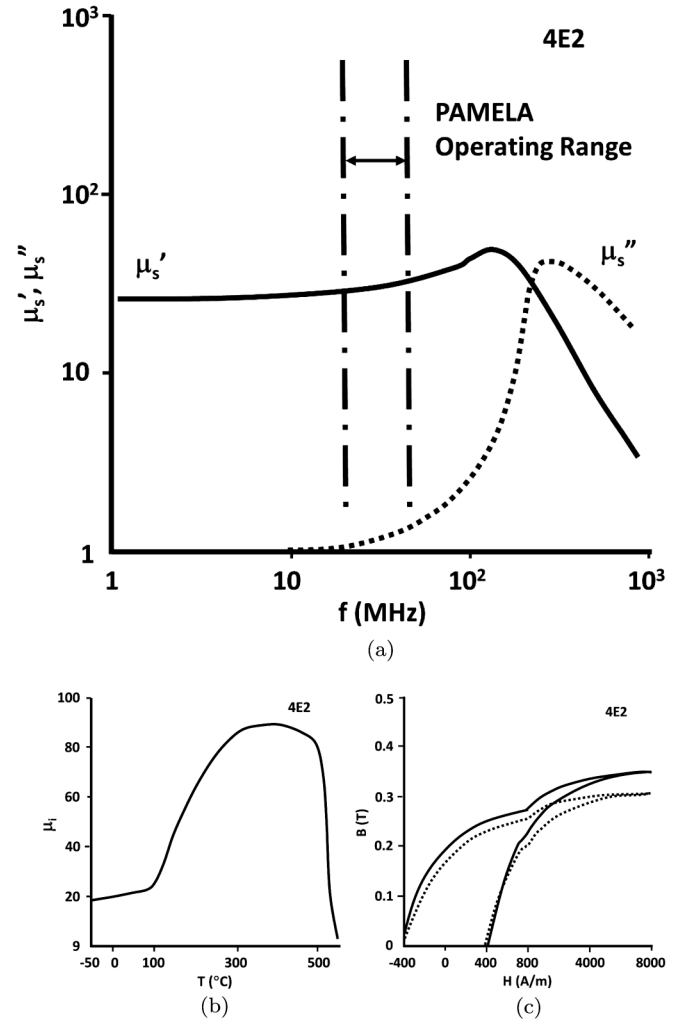 10³
4E2
PAMELA
Operating Range
10²
μs'
μs"
μs', μs"
10
1
1 10 10² 10³
f (MHz)
(a)
100
4E2
80
60
μi
40
20
9
-50 0 100 300 500
T (°C)
(b)
0.5
4E2
0.4
0.3
B (T)
0.2
0.1
0
-400 0 400 800 4000 8000
H (A/m)
(c)